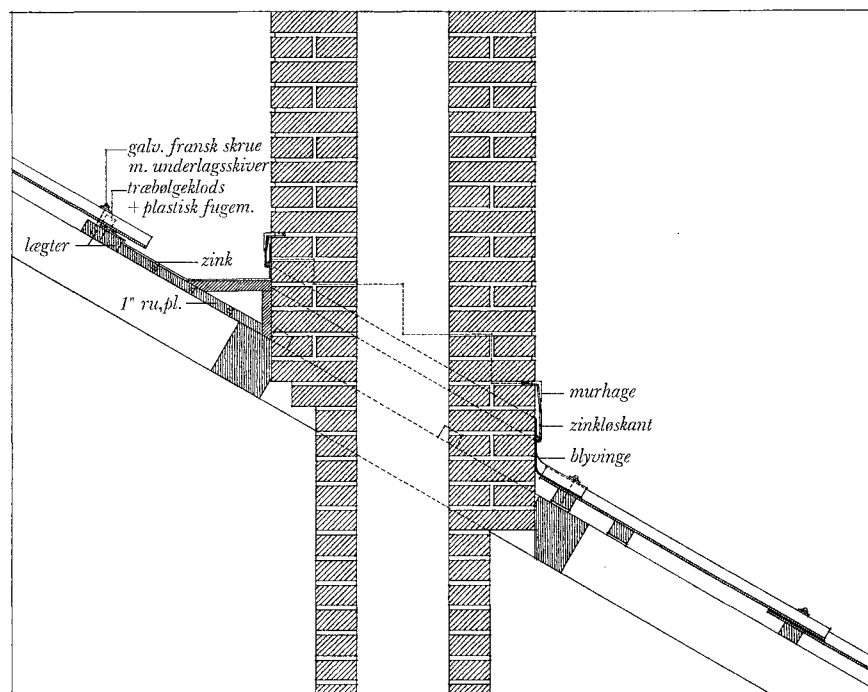 galv. fransk skrue
m. underlagsskiver
træbølgeklods
+ plastisk fugem.
lægter
zink
1" ru,pl.
murhage
zinkløskant
blyvinge